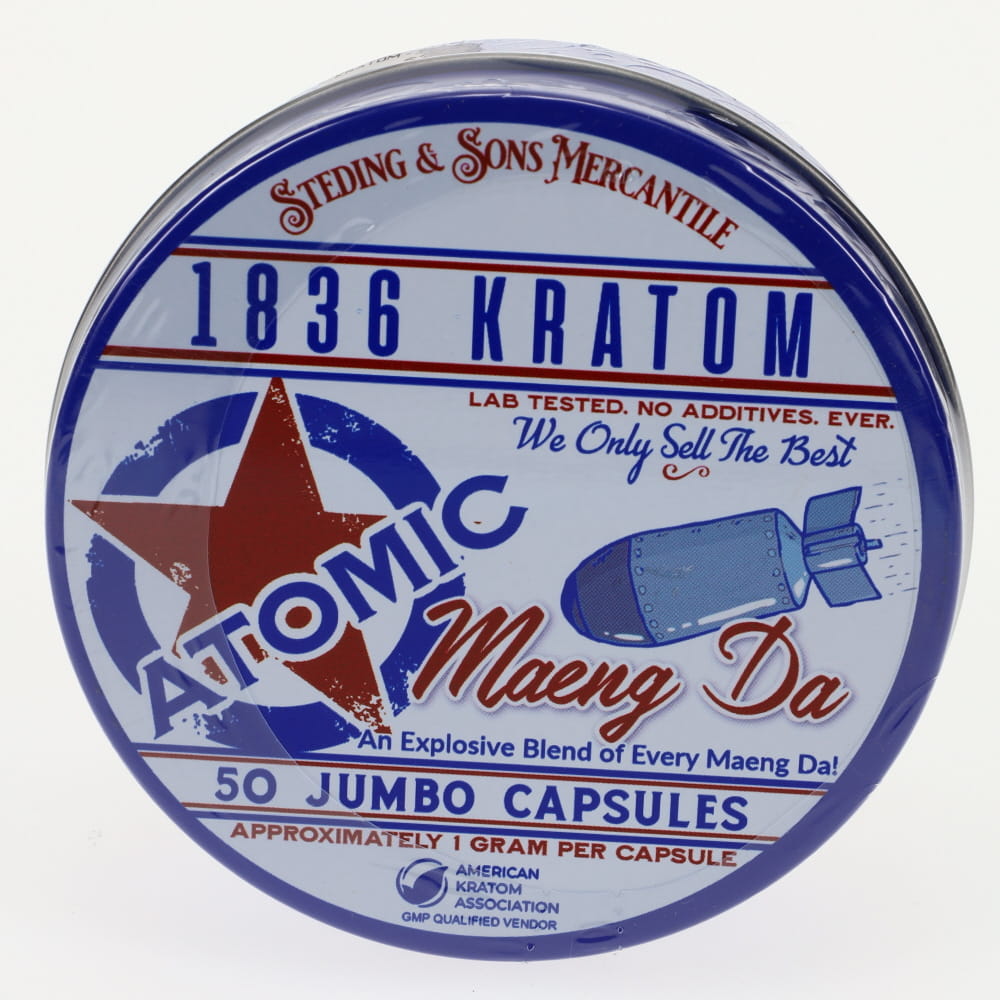 STEDING & SONS MERCANTILE
1836 KRATOM
LAB TESTED. NO ADDITIVES. EVER.
We Only Sell The Best
ATOMIC
Maeng Da
An Explosive Blend of Every Maeng Da!
50 JUMBO CAPSULES
APPROXIMATELY 1 GRAM PER CAPSULE
AMERICAN
KRATOM
ASSOCIATION
GMP QUALIFIED VENDOR